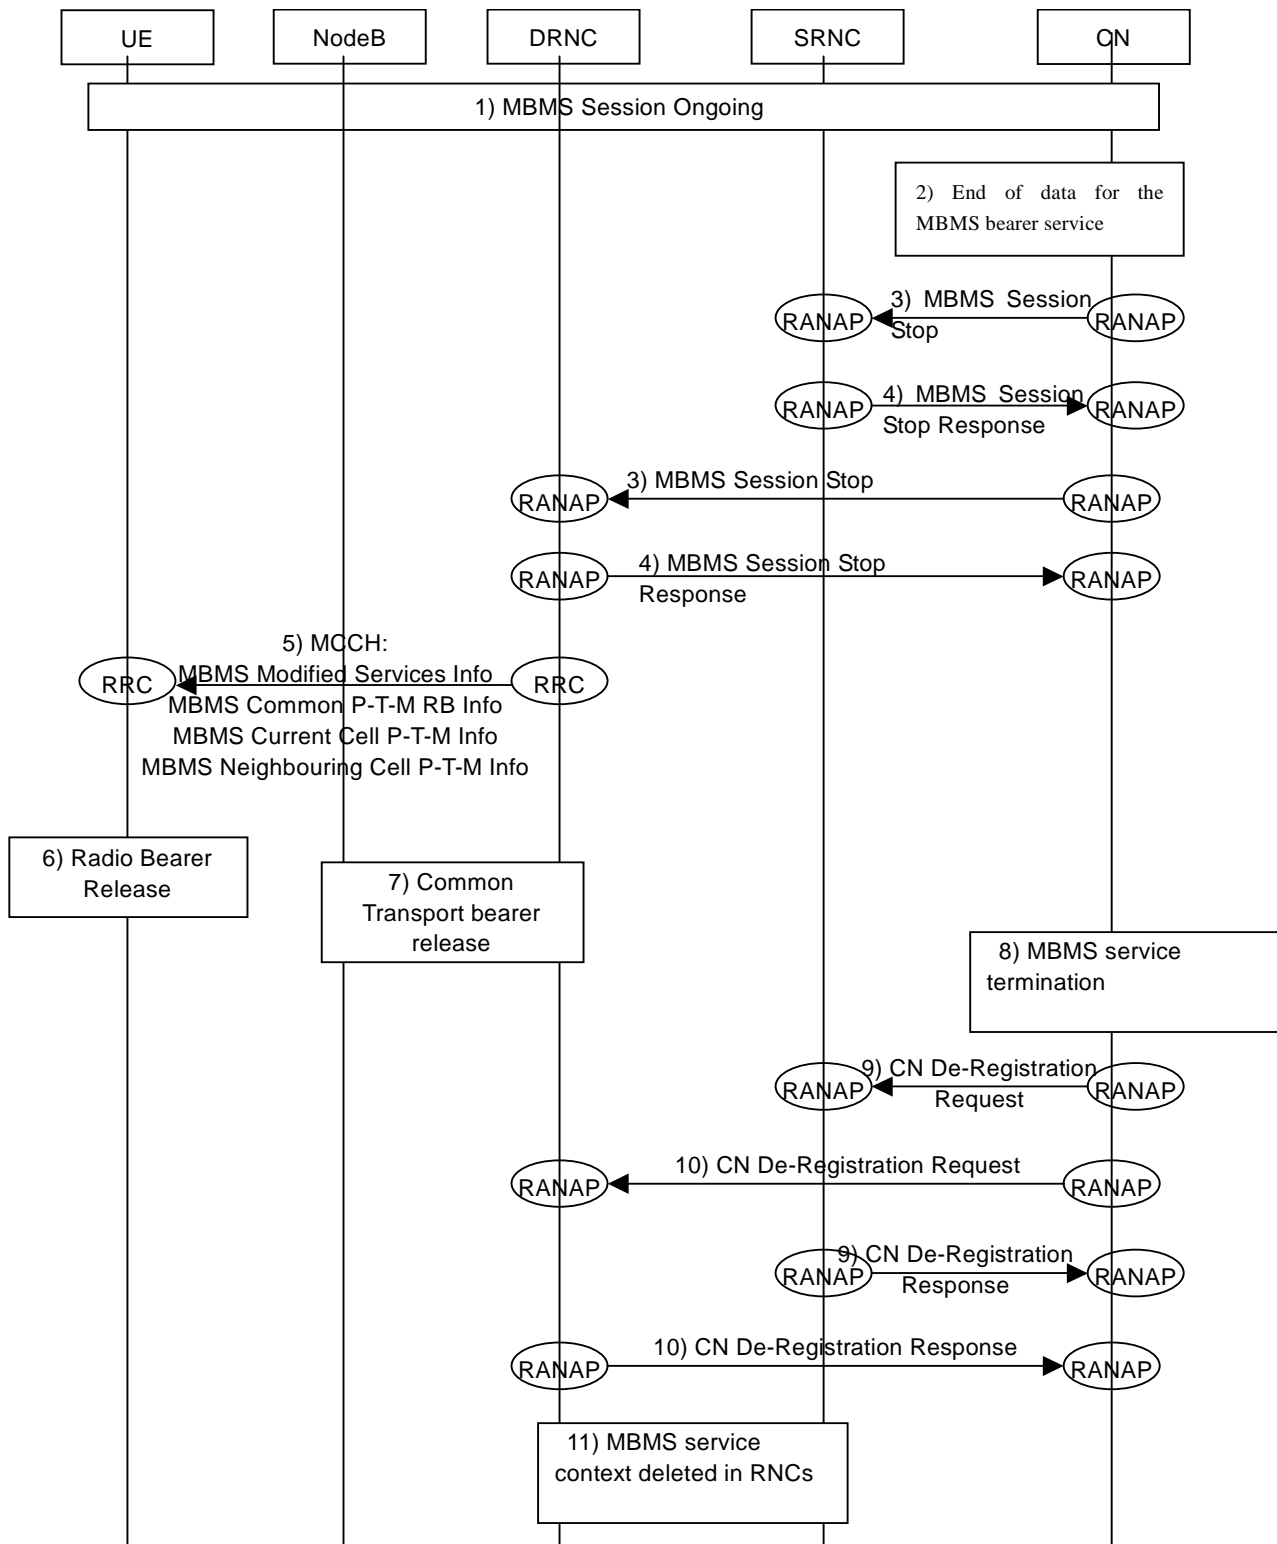 UE
NodeB
DRNC
SRNC
CN
1) MBMS Session Ongoing
2) End of data for the
MBMS bearer service
RANAP
3) MBMS Session
Stop
RANAP
RANAP
4) MBMS Session
Stop Response
RANAP
RANAP
3) MBMS Session Stop
RANAP
RANAP
4) MBMS Session Stop
Response
RANAP
RRC
5) MCCH:
MBMS Modified Services Info
MBMS Common P-T-M RB Info
MBMS Current Cell P-T-M Info
MBMS Neighbouring Cell P-T-M Info
RRC
6) Radio Bearer
Release
7) Common
Transport bearer
release
8) MBMS service
termination
RANAP
9) CN De-Registration
Request
RANAP
RANAP
10) CN De-Registration Request
RANAP
RANAP
9) CN De-Registration
Response
RANAP
RANAP
10) CN De-Registration Response
RANAP
11) MBMS service
context deleted in RNCs